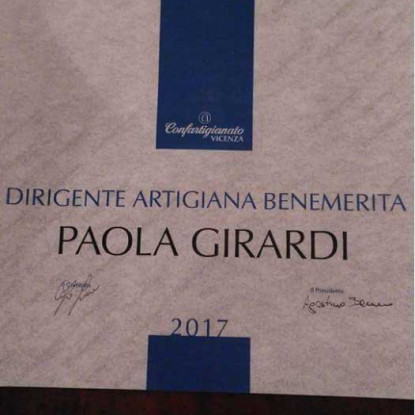 Confartigianato
VICENZA
DIRIGENTE ARTIGIANA BENEMERITA
PAOLA GIRARDI
Il Presidente
2017